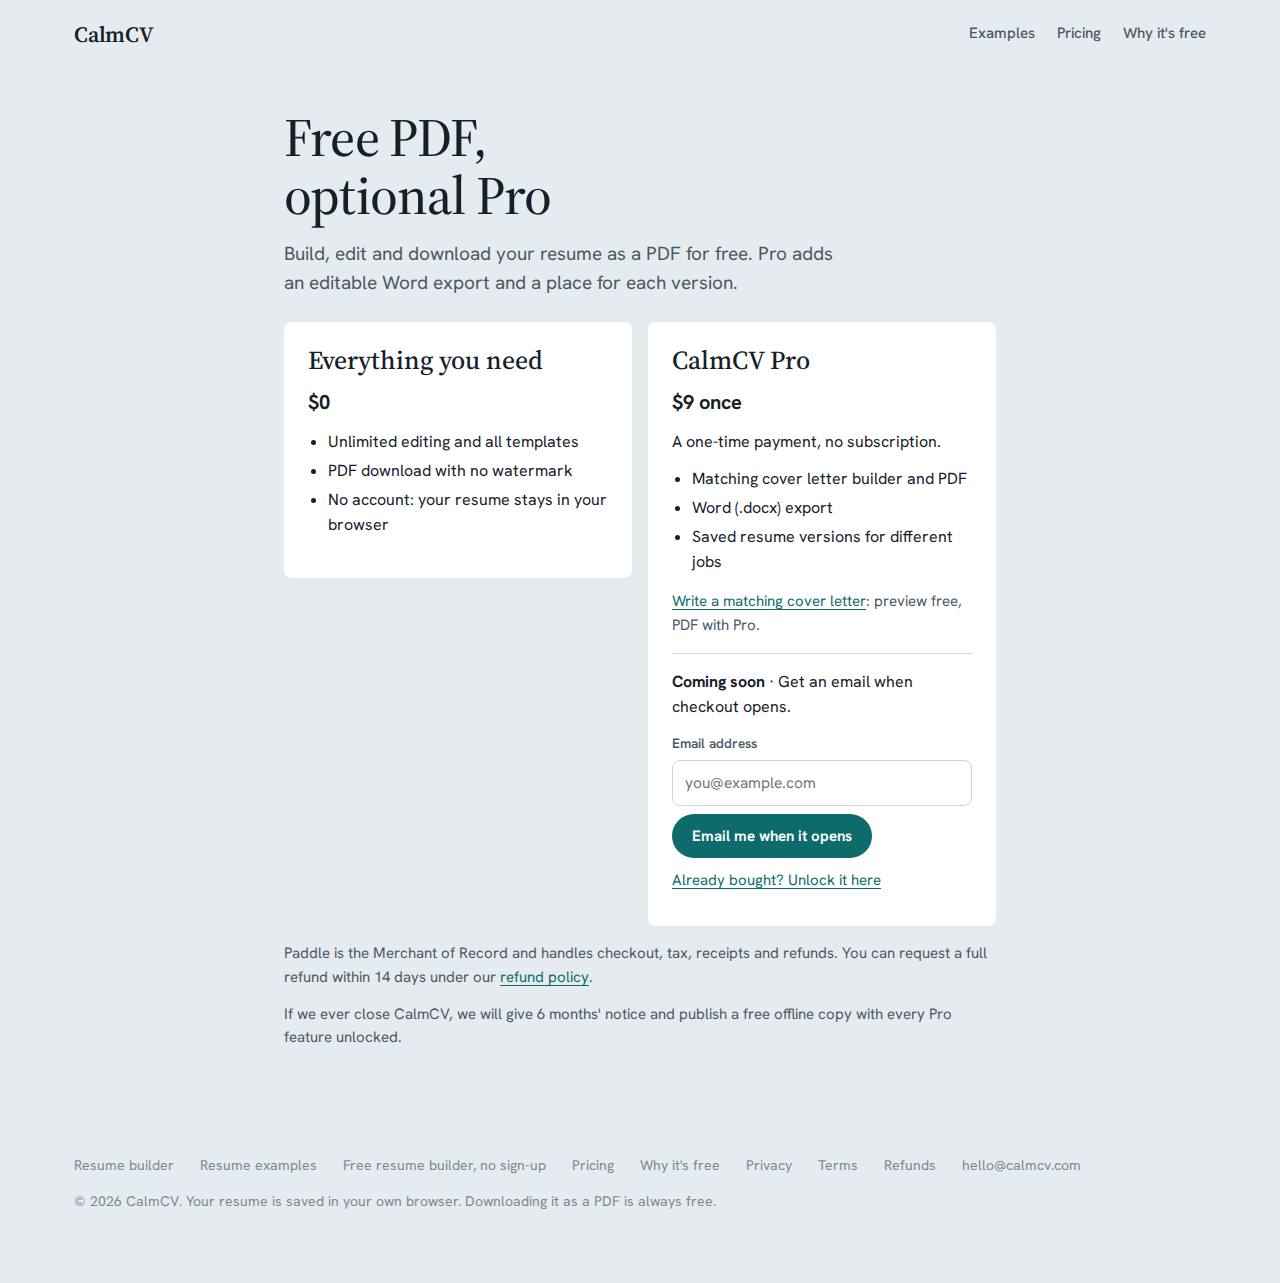 CalmCV
Examples Pricing Why it's free
Free PDF,
optional Pro
Build, edit and download your resume as a PDF for free. Pro adds
an editable Word export and a place for each version.
Everything you need
$0
• Unlimited editing and all templates
• PDF download with no watermark
• No account: your resume stays in your
browser
CalmCV Pro
$9 once
A one-time payment, no subscription.
• Matching cover letter builder and PDF
• Word (.docx) export
• Saved resume versions for different
jobs
Write a matching cover letter: preview free,
PDF with Pro.
Coming soon · Get an email when
checkout opens.
Email address
you@example.com
Email me when it opens
Already bought? Unlock it here
Paddle is the Merchant of Record and handles checkout, tax, receipts and refunds. You can request a full
refund within 14 days under our refund policy.
If we ever close CalmCV, we will give 6 months' notice and publish a free offline copy with every Pro
feature unlocked.
Resume builder Resume examples Free resume builder, no sign-up Pricing Why it's free Privacy Terms Refunds hello@calmcv.com
© 2026 CalmCV. Your resume is saved in your own browser. Downloading it as a PDF is always free.